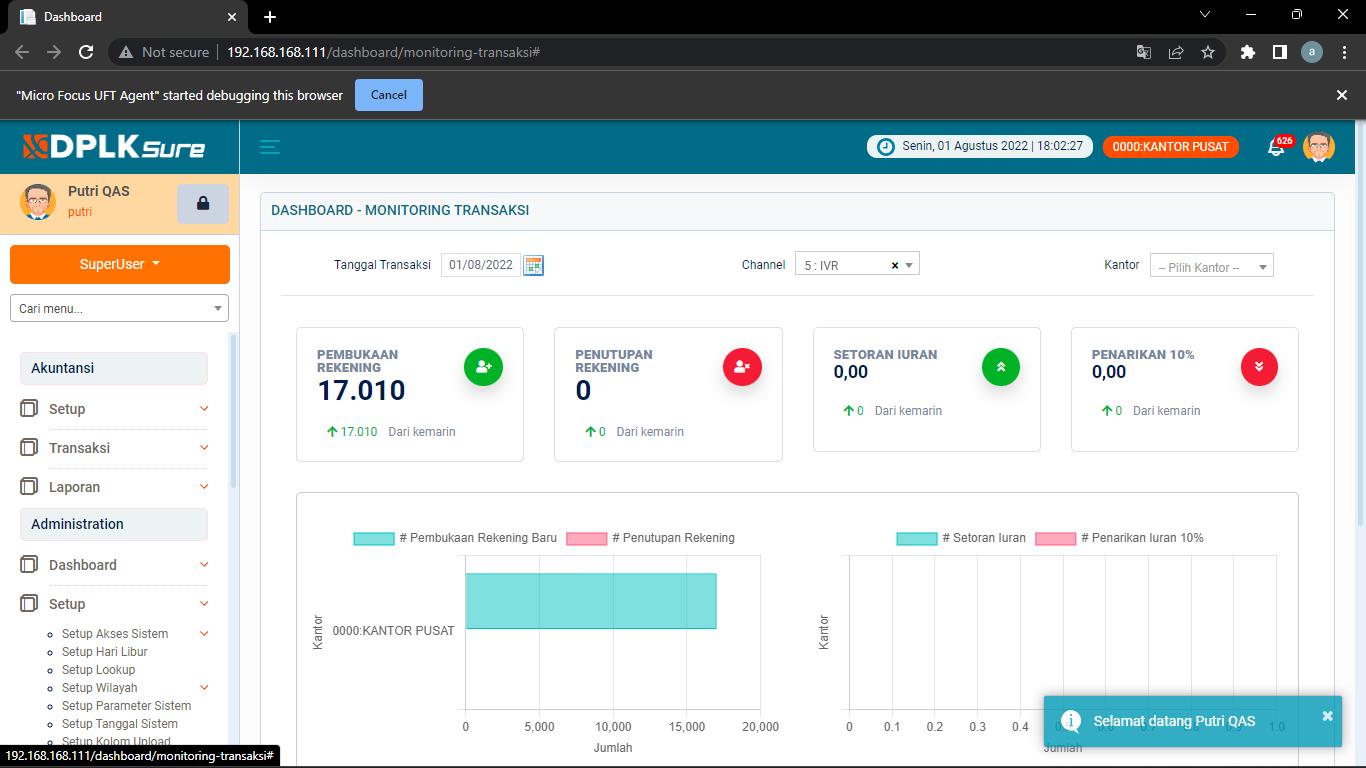 Dashboard
Not secure
192.168.168.111/dashboard/monitoring-transaksi#
a
"Micro Focus UFT Agent" started debugging this browser
Cancel
DPLKSure
Senin, 01 Agustus 2022 | 18:02:27
0000:KANTOR PUSAT
626
Putri QAS
putri
SuperUser
Cari menu...
Akuntansi
Setup
Transaksi
Laporan
Administration
Dashboard
Setup
Setup Akses Sistem
Setup Hari Libur
Setup Lookup
Setup Wilayah
Setup Parameter Sistem
Setup Tanggal Sistem
Setup Kolom Upload
192.168.168.111/dashboard/monitoring-transaksi#
DASHBOARD - MONITORING TRANSAKSI
Tanggal Transaksi
01/08/2022
Channel
5 : IVR
×
Kantor
-- Pilih Kantor --
PEMBUKAAN
REKENING
17.010
17.010 Dari kemarin
PENUTUPAN
REKENING
0
0 Dari kemarin
SETORAN IURAN
0,00
0 Dari kemarin
PENARIKAN 10%
0,00
0 Dari kemarin
# Pembukaan Rekening Baru # Penutupan Rekening
Kantor
0000:KANTOR PUSAT
0 5,000 10,000 15,000 20,000
Jumlah
# Setoran Iuran # Penarikan Iuran 10%
Kantor
0 0.1 0.2 0.3 0.4 1.0
Jumlah
Selamat datang Putri QAS